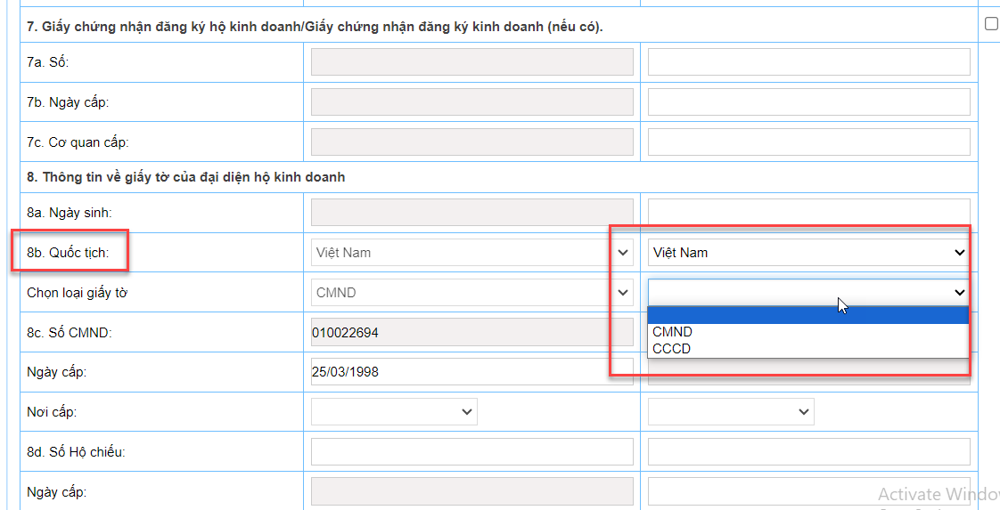 7. Giấy chứng nhận đăng ký hộ kinh doanh/Giấy chứng nhận đăng ký kinh doanh (nếu có).
7a. Số:
7b. Ngày cấp:
7c. Cơ quan cấp:
8. Thông tin về giấy tờ của đại diện hộ kinh doanh
8a. Ngày sinh:
8b. Quốc tịch: Việt Nam Việt Nam
Chọn loại giấy tờ CMND
8c. Số CMND: 010022694 CMND
CCCD
Ngày cấp: 25/03/1998
Nơi cấp:
8d. Số Hộ chiếu:
Ngày cấp:
Activate Windo